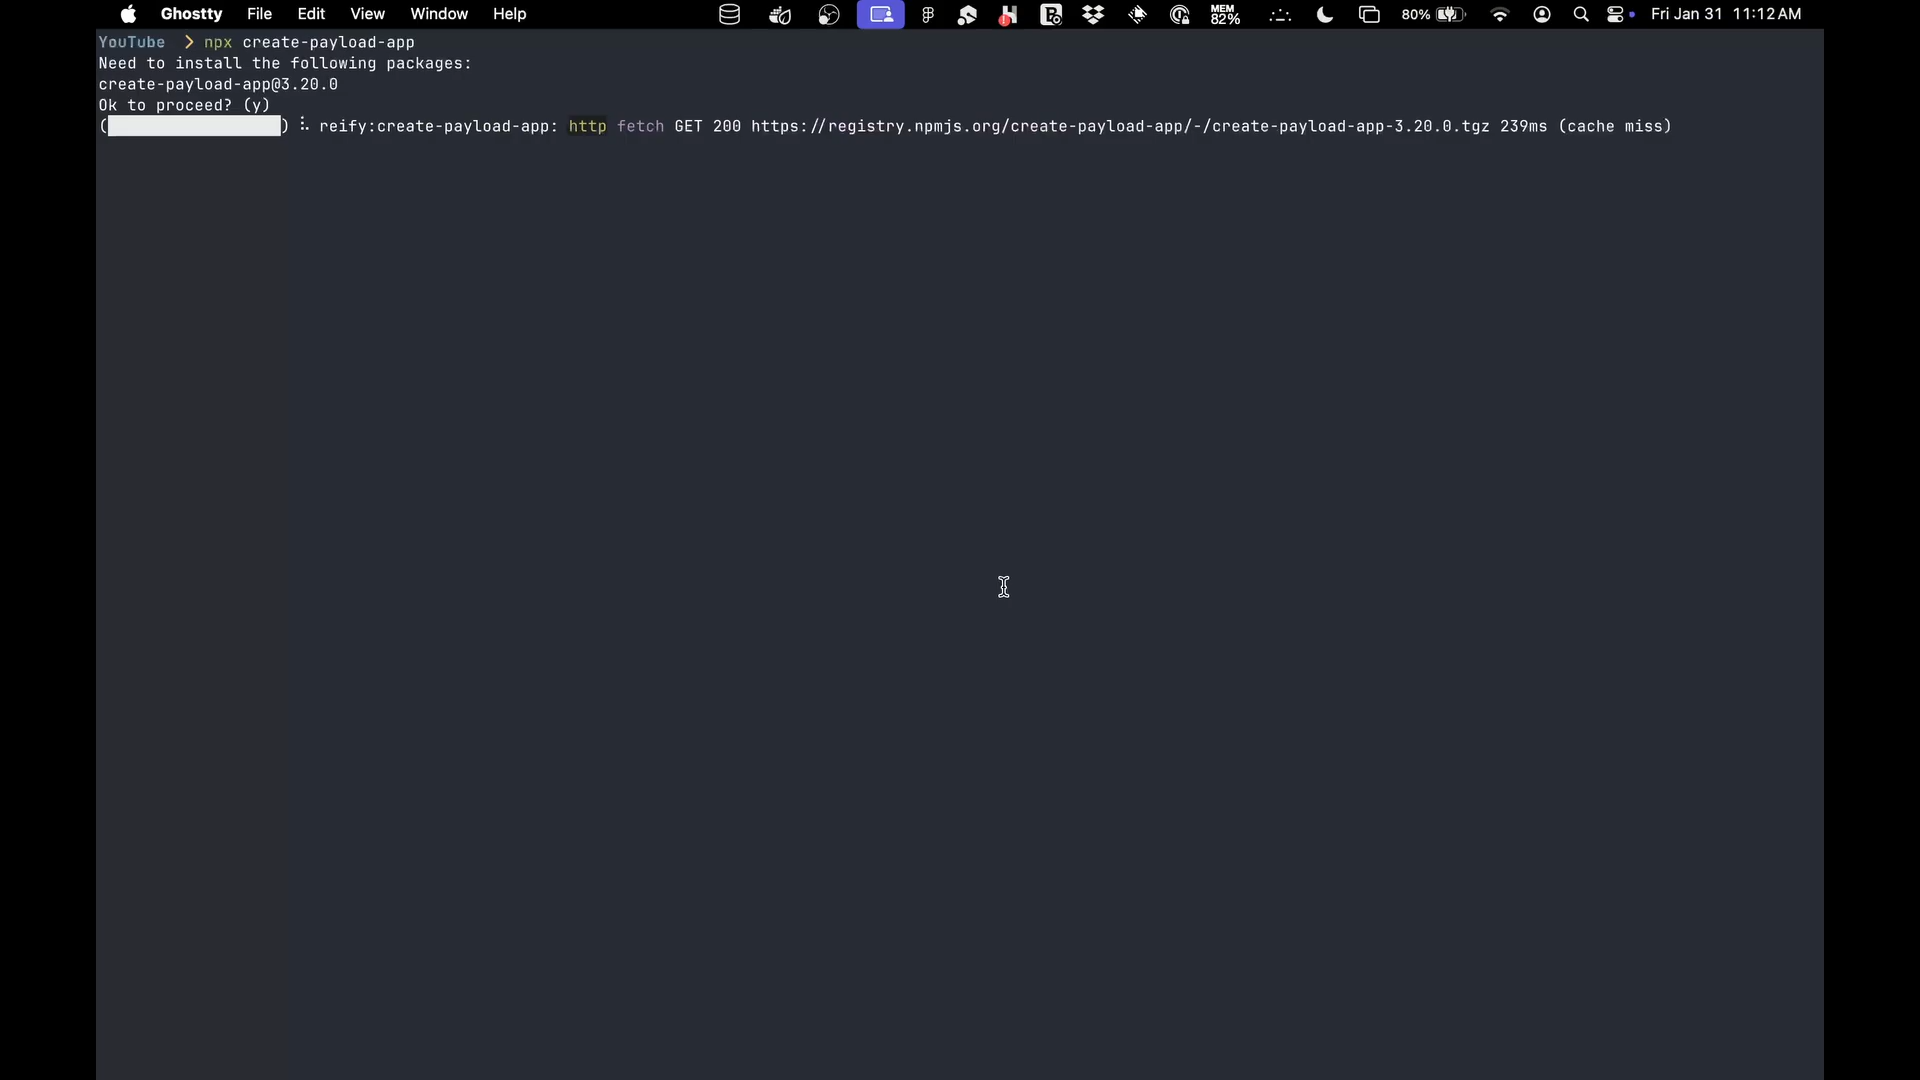 Ghostty File Edit View Window Help MEM 82% 80% Fri Jan 31 11:12 AM
YouTube > npx create-payload-app
Need to install the following packages:
create-payload-app@3.20.0
Ok to proceed? (y)
( ) ⠧ reify:create-payload-app: http fetch GET 200 https://registry.npmjs.org/create-payload-app/-/create-payload-app-3.20.0.tgz 239ms (cache miss)